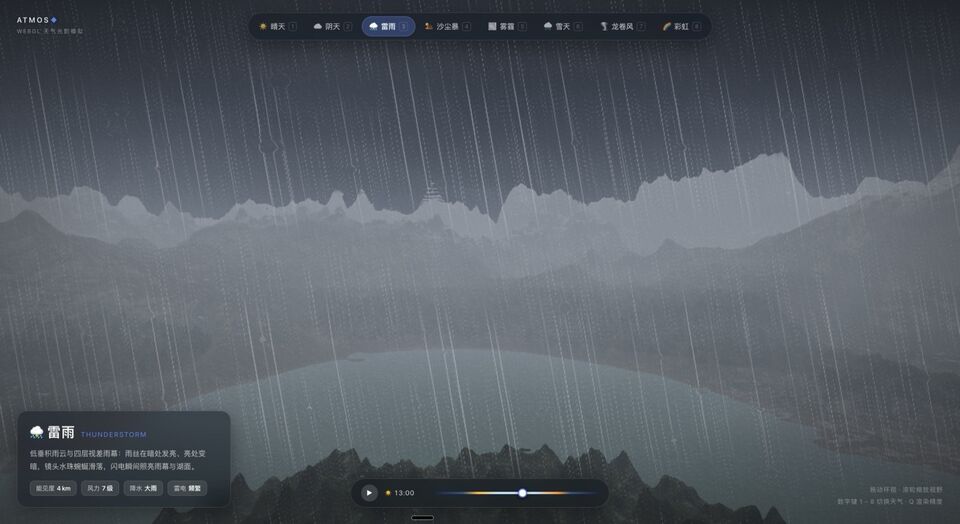 ATMOS
WEBGL 天气光影模拟
晴天 1 阴天 2 雷雨 3 沙尘暴 4 雾霾 5 雪天 6 龙卷风 7 彩虹 8
雷雨 THUNDERSTORM
低垂积雨云与四层视差雨幕：雨丝在暗处发亮、亮处变
暗，镜头水珠蜿蜒滑落，闪电瞬间照亮雨幕与湖面。
能见度 4 km 风力 7 级 降水 大雨 雷电 频繁
13:00
拖动环视 · 滚轮缩放视野
数字键 1 – 8 切换天气 · Q 渲染精度